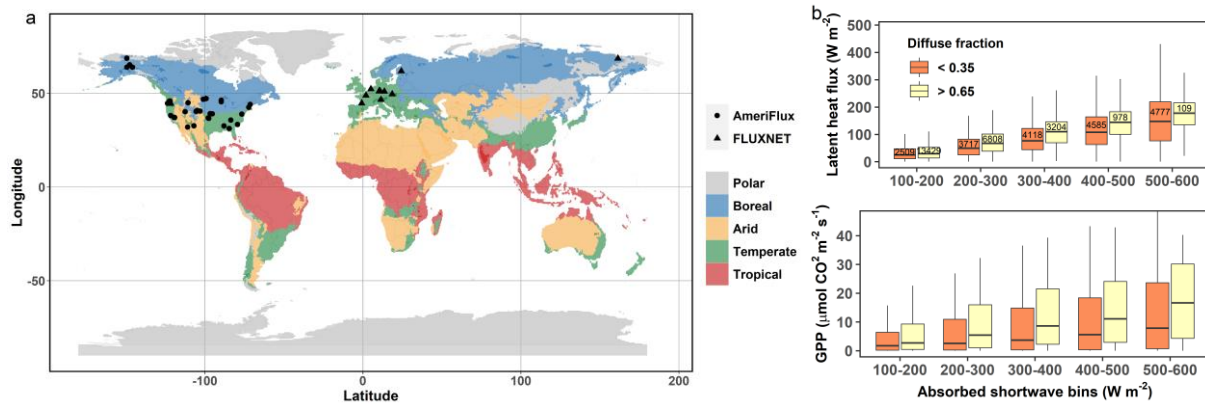 a
50
0
-50
Longitude
-100
0
100
200
Latitude
AmeriFlux
FLUXNET
Polar
Boreal
Arid
Temperate
Tropical
b
Latent heat flux (W m-2)
500
400
300
200
100
0
Diffuse fraction
< 0.35
> 0.65
2509 13429 3717 6808 4118 3204 4585 978 4777 109
100-200 200-300 300-400 400-500 500-600
GPP (μmol CO2 m-2 s-1)
40
30
20
10
0
100-200 200-300 300-400 400-500 500-600
Absorbed shortwave bins (W m-2)